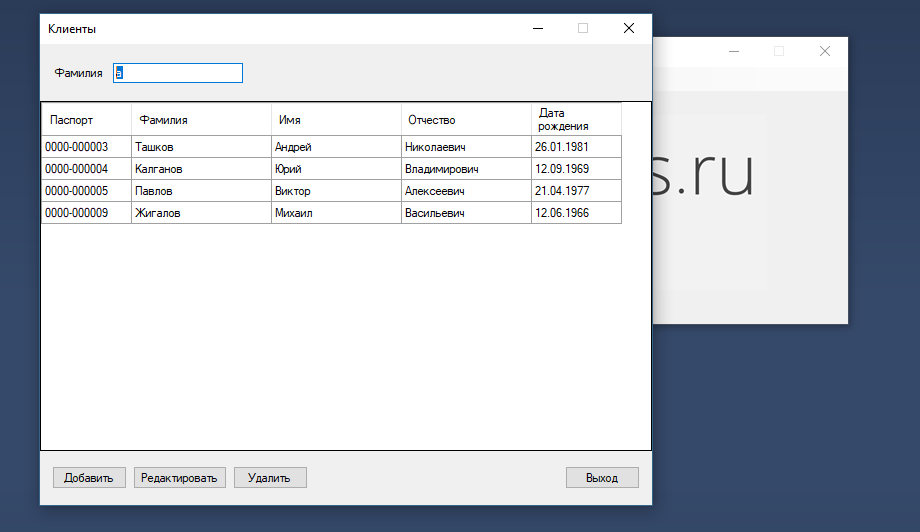 Клиенты
Фамилия а
Паспорт Фамилия Имя Отчество Дата рождения
0000-000003 Ташков Андрей Николаевич 26.01.1981
0000-000004 Калганов Юрий Владимирович 12.09.1969
0000-000005 Павлов Виктор Алексеевич 21.04.1977
0000-000009 Жигалов Михаил Васильевич 12.06.1966
Добавить Редактировать Удалить Выход
s.ru